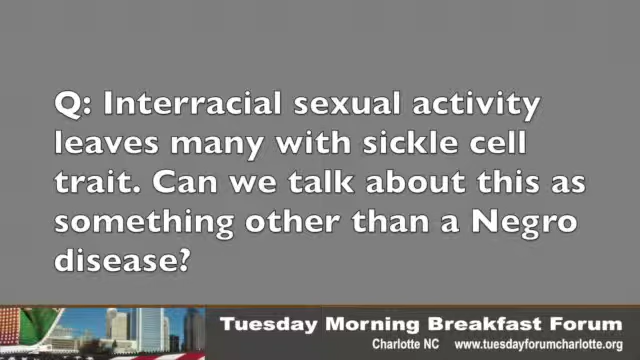 Q: Interracial sexual activity
leaves many with sickle cell
trait. Can we talk about this as
something other than a Negro
disease?
Tuesday Morning Breakfast Forum
Charlotte NC www.tuesdayforumcharlotte.org